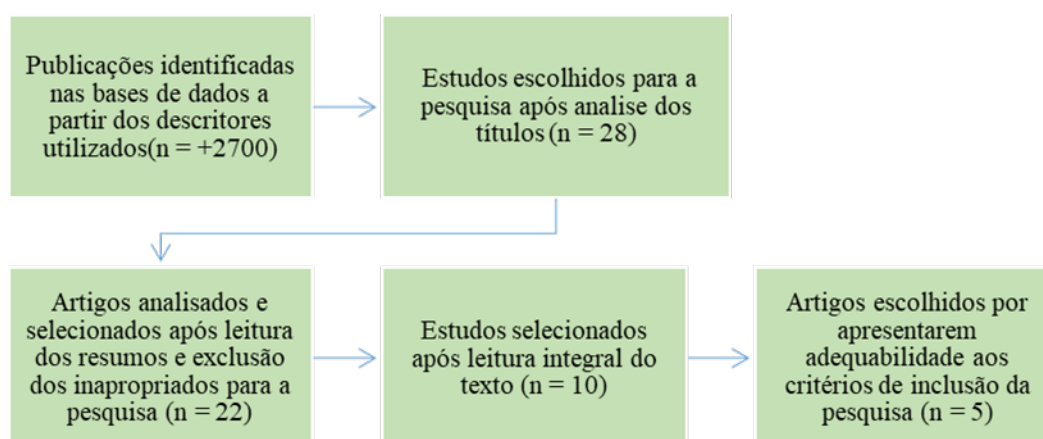 Publicações identificadas
nas bases de dados a
partir dos descritores
utilizados(n = +2700)
Estudos escolhidos para a
pesquisa após analise dos
títulos (n = 28)
Artigos analisados e
selecionados após leitura
dos resumos e exclusão
dos inapropriados para a
pesquisa (n = 22)
Estudos selecionados
após leitura integral do
texto (n = 10)
Artigos escolhidos por
apresentarem
adequabilidade aos
critérios de inclusão da
pesquisa (n = 5)